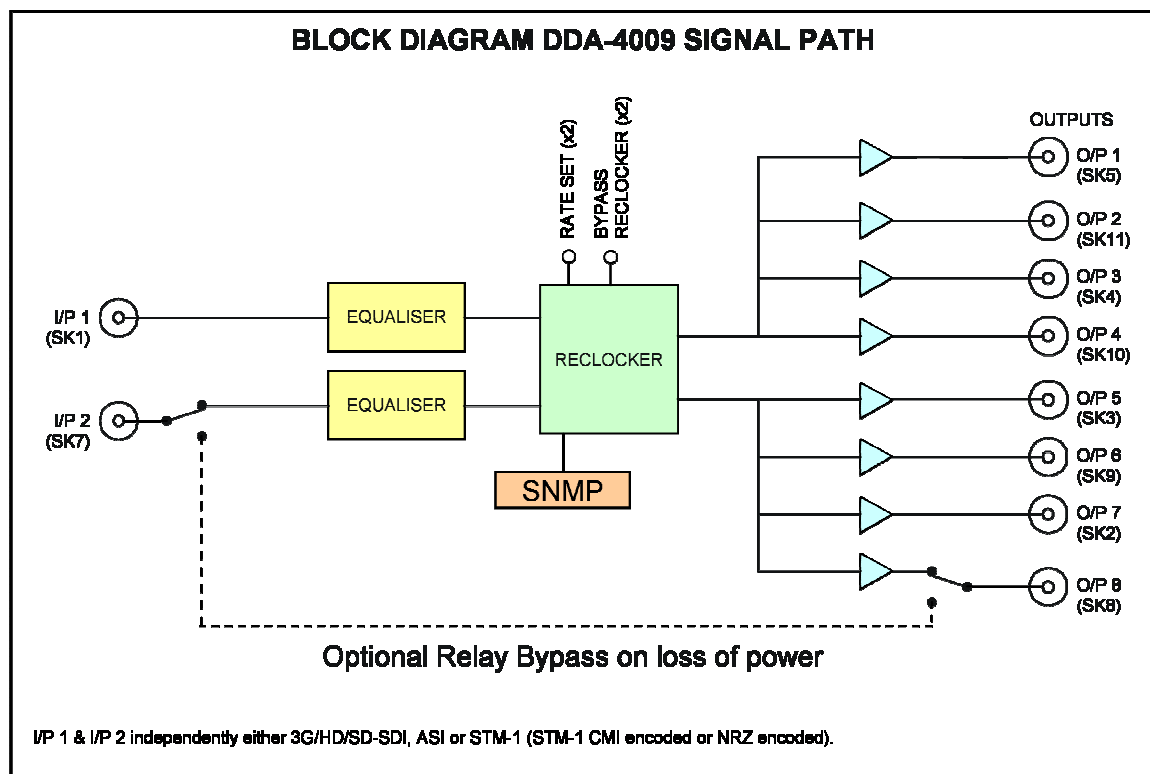 BLOCK DIAGRAM DDA-4009 SIGNAL PATH
RATE SET (x2)
BYPASS
RECLOCKER (x2)
OUTPUTS
O/P 1
(SK5)
O/P 2
(SK11)
O/P 3
(SK4)
O/P 4
(SK10)
O/P 5
(SK3)
O/P 6
(SK9)
O/P 7
(SK2)
O/P 8
(SK8)
I/P 1
(SK1)
EQUALISER
RECLOCKER
I/P 2
(SK7)
EQUALISER
SNMP
Optional Relay Bypass on loss of power
I/P 1 & I/P 2 independently either 3G/HD/SD-SDI, ASI or STM-1 (STM-1 CMI encoded or NRZ encoded).